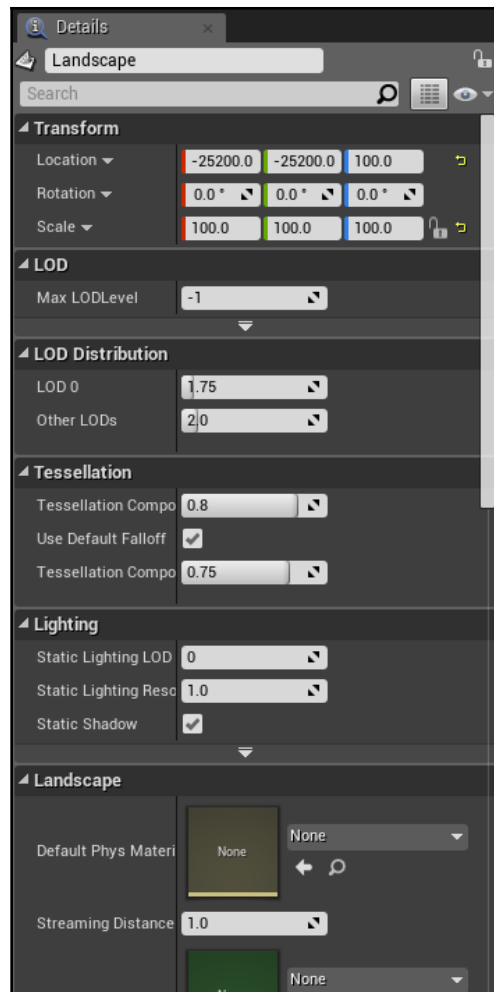 Details
Landscape
Search
Transform
Location -25200.0 -25200.0 100.0
Rotation 0.0 ° 0.0 ° 0.0 °
Scale 100.0 100.0 100.0
LOD
Max LODLevel -1
LOD Distribution
LOD 0 1.75
Other LODs 2.0
Tessellation
Tessellation Compo 0.8
Use Default Falloff
Tessellation Compo 0.75
Lighting
Static Lighting LOD 0
Static Lighting Reso 1.0
Static Shadow
Landscape
None
Default Phys Materi None
Streaming Distance 1.0
None